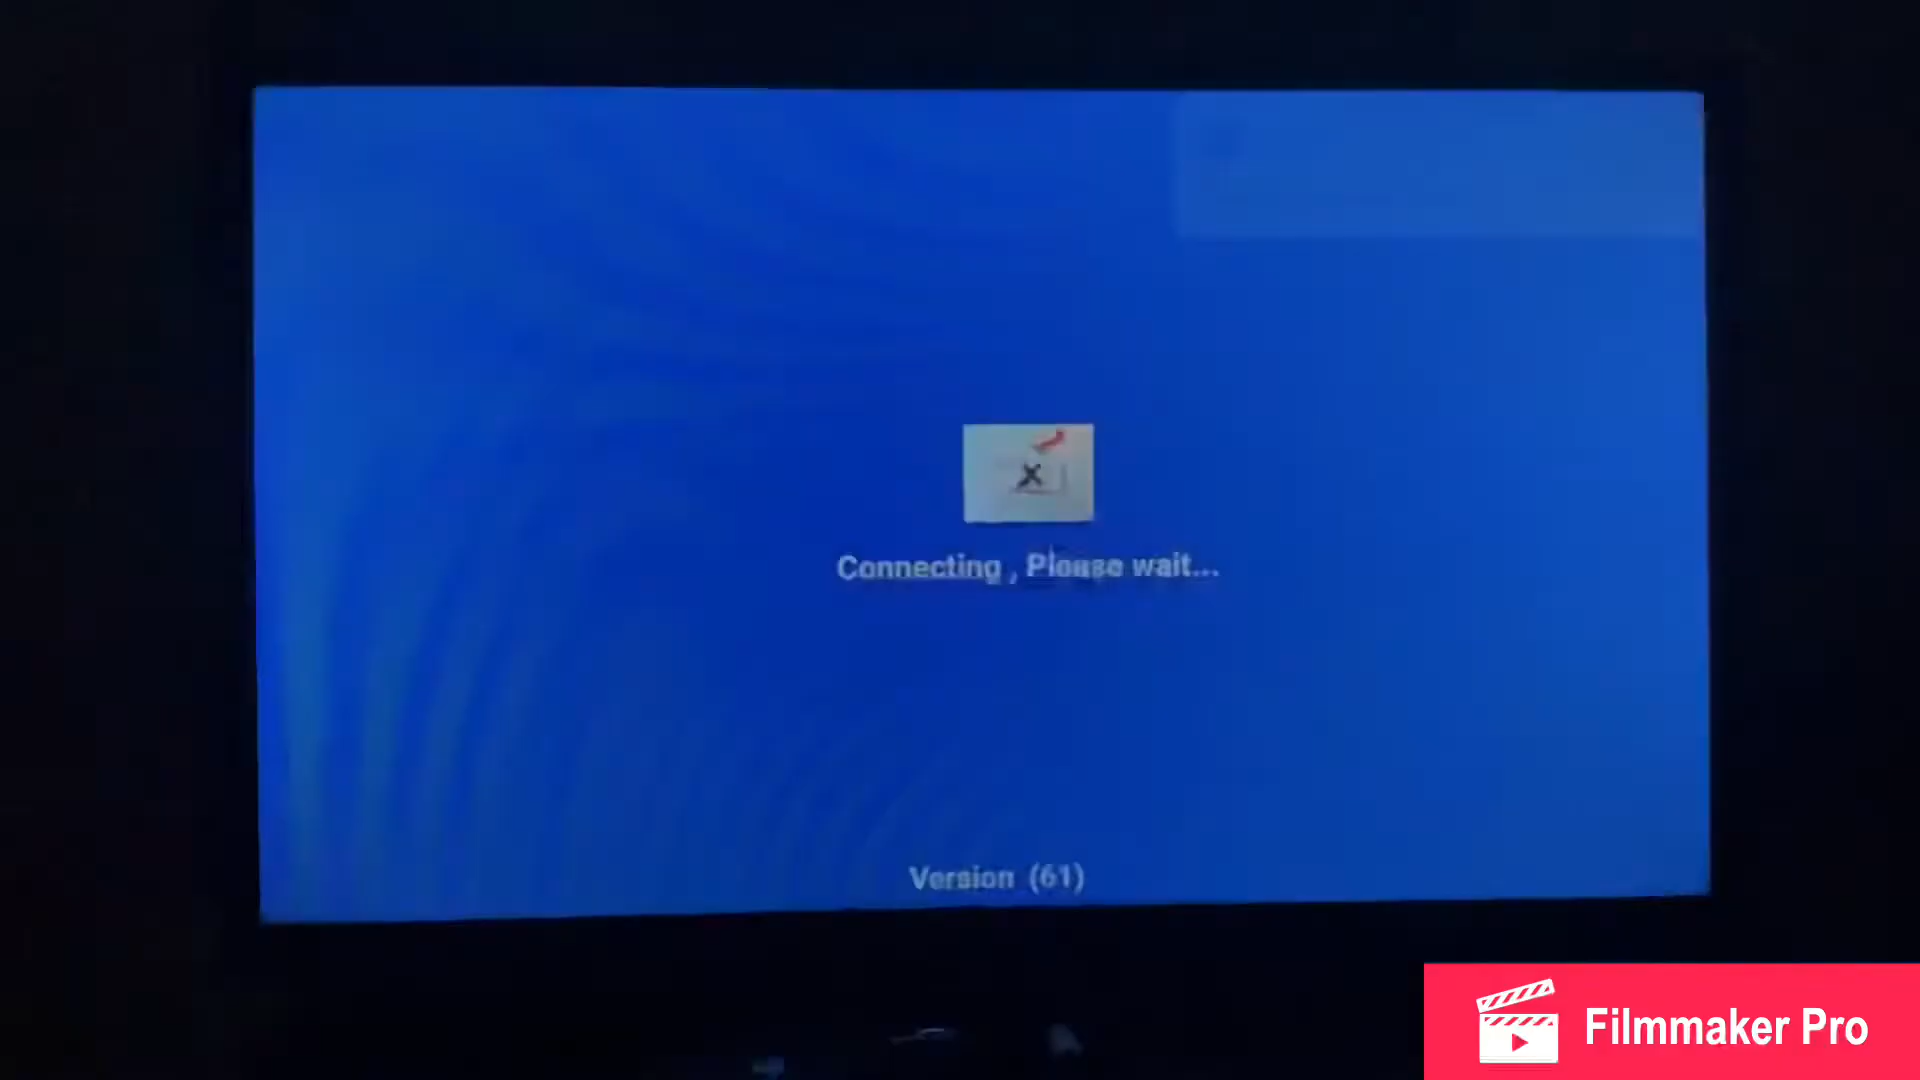 X
Connecting , Please wait...
Version (61)
Filmmaker Pro